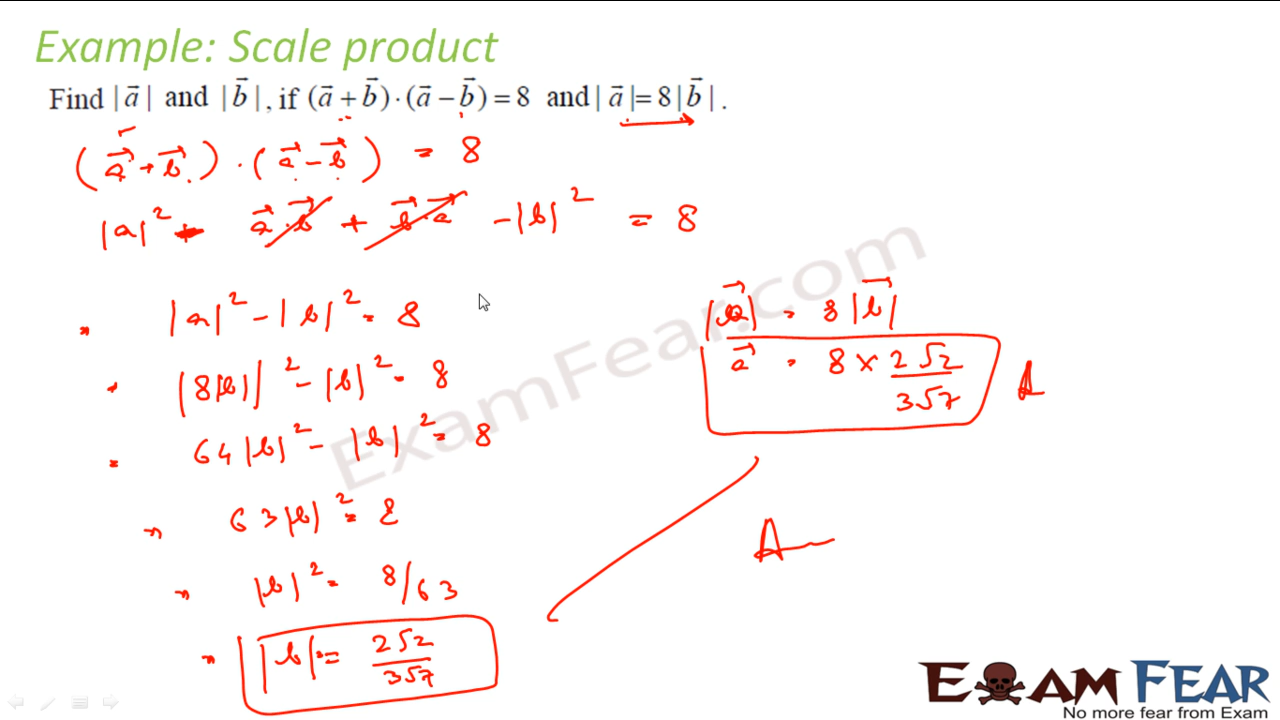 Example: Scale product
Find |a⃗| and |b⃗|, if (a⃗ + b⃗)·(a⃗ − b⃗) = 8 and |a⃗| = 8|b⃗|.
(a⃗ + b⃗) · (a⃗ − b⃗) = 8
|a|² - a⃗·b⃗ + b⃗ a⃗ − |b|² = 8
" |a|² − |b|² = 8
" |8|b||² − |b|² = 8
= 64|b|² − |b|² = 8
" 63|b|² = 8
" |b|² = 8/63
" |b| = 2√2/3√7
|a⃗| = 8|b⃗|
a⃗ = 8 × 2√2/3√7
A
ExamFear.com
EXAM FEAR
No more fear from Exam